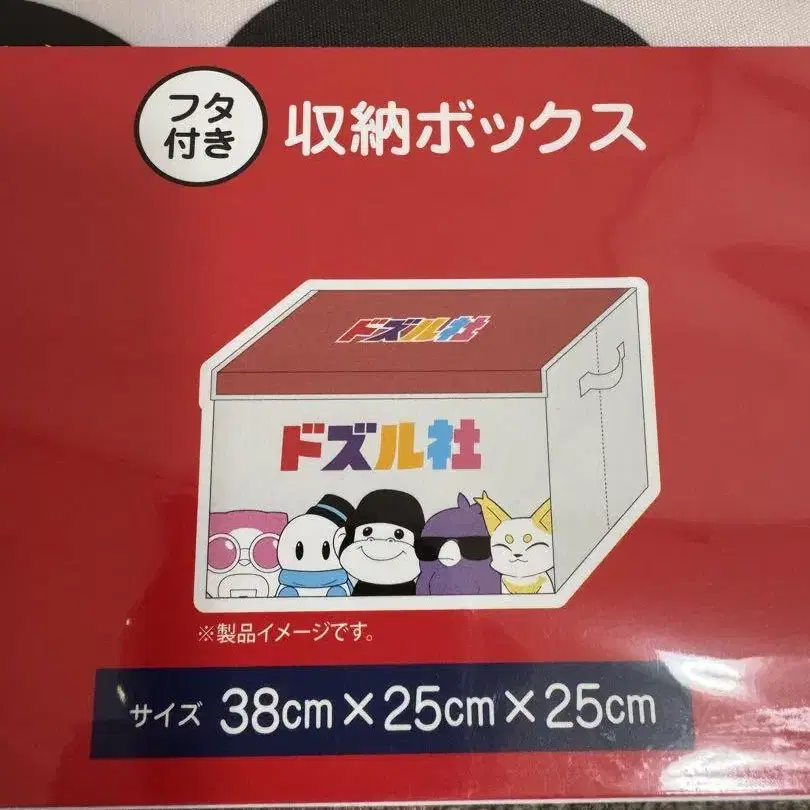 フタ
付き
収納ボックス
ドズル社
ドズル社
※製品イメージです。
サイズ 38cm×25cm×25cm